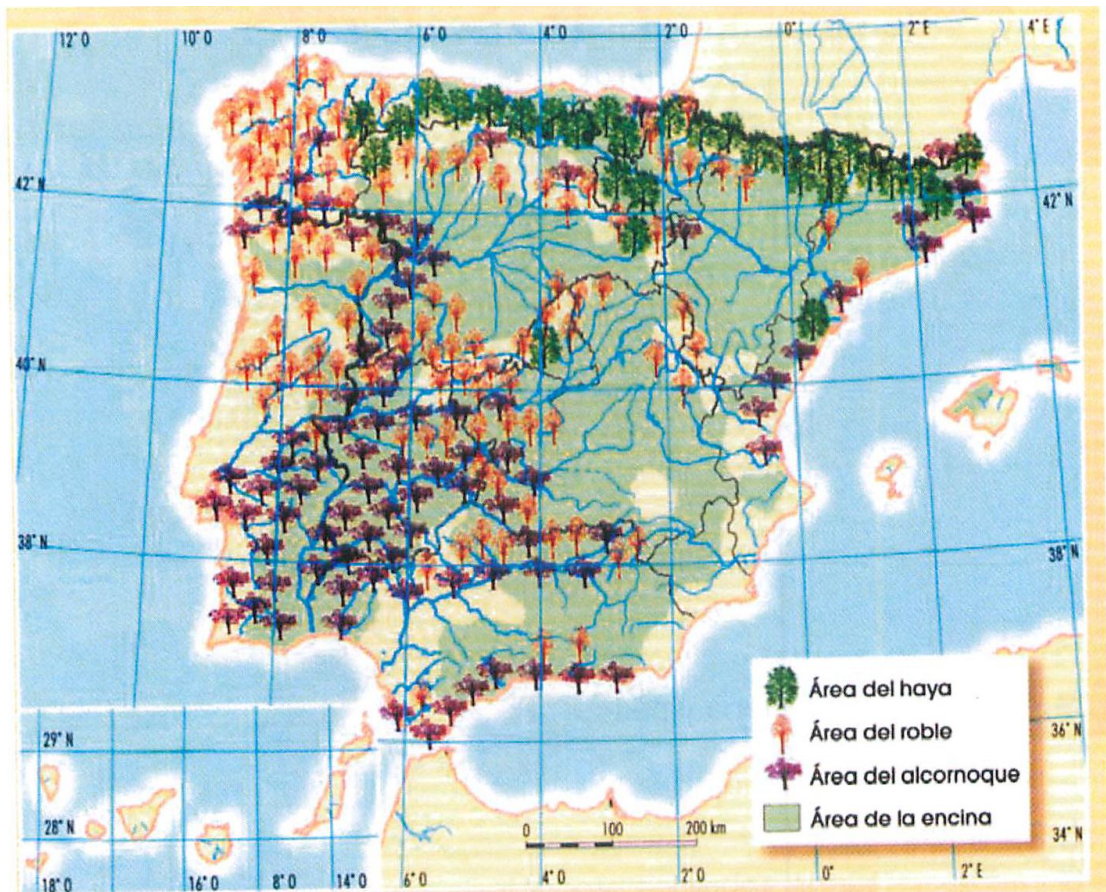 12° O
10° O
8° O
6° O
4° O
2° O
0°
2° E
4° E
42° N
42° N
40° N
40° N
38° N
38° N
Área del haya
Área del roble
Área del alcornoque
Área de la encina
36° N
34° N
29° N
28° N
0 100 200 km
18° O
16° O
8° O
14° O
6° O
4° O
2° O
0°
2° E